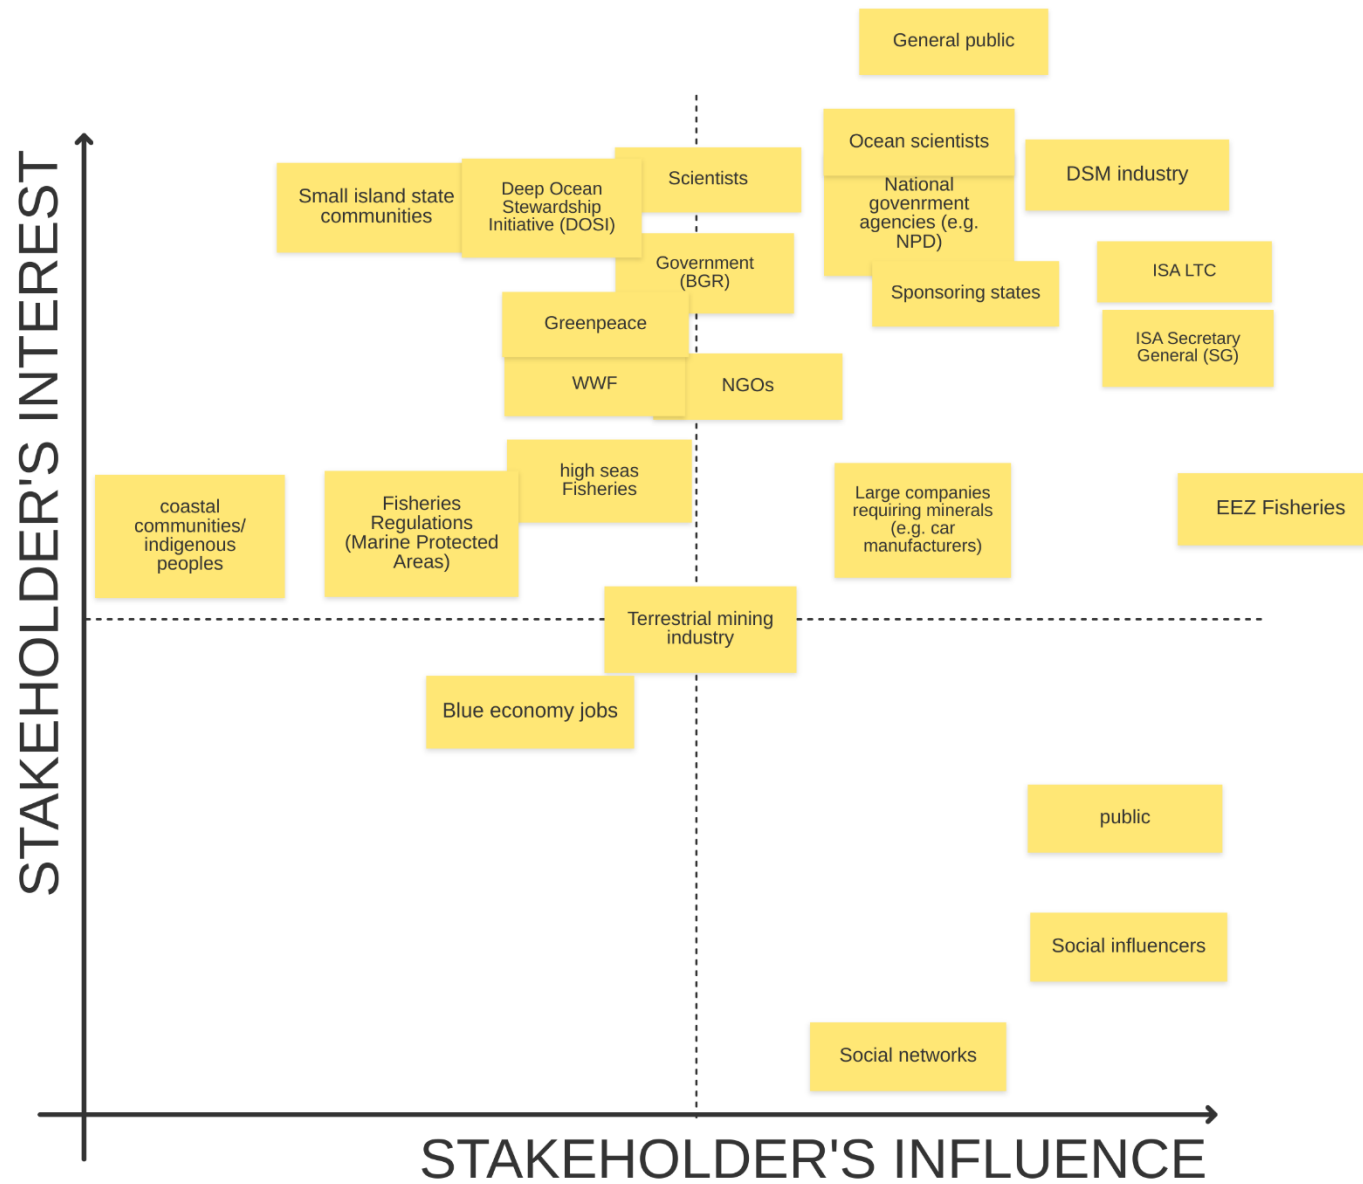 General public
Ocean scientists
DSM industry
Small island state
communities
Deep Ocean
Stewardship
Initiative (DOSI)
Scientists
National
govenrment
agencies (e.g.
NPD)
Government
(BGR)
ISA LTC
Sponsoring states
Greenpeace
ISA Secretary
General (SG)
WWF
NGOs
high seas
Fisheries
coastal
communities/
indigenous
peoples
Fisheries
Regulations
(Marine Protected
Areas)
Large companies
requiring minerals
(e.g. car
manufacturers)
EEZ Fisheries
Terrestrial mining
industry
Blue economy jobs
public
Social influencers
Social networks
STAKEHOLDER'S INTEREST
STAKEHOLDER'S INFLUENCE